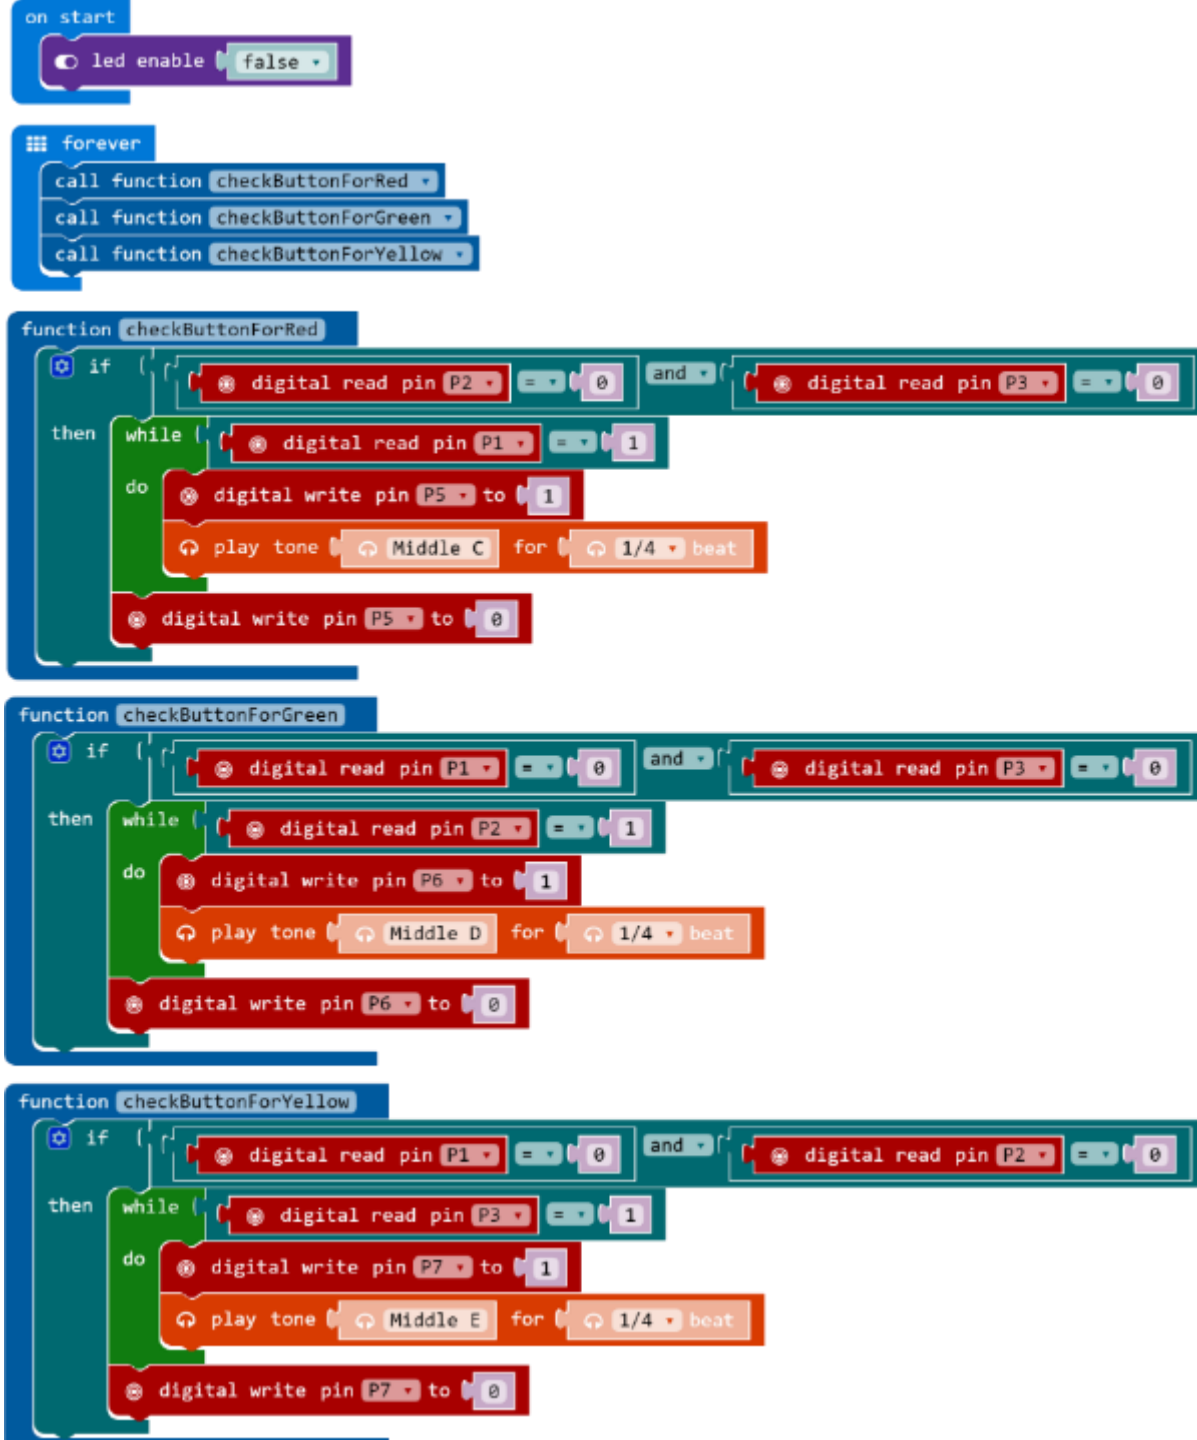 on start
led enable false
forever
call function checkButtonForRed
call function checkButtonForGreen
call function checkButtonForYellow
function checkButtonForRed
if digital read pin P2 = 0 and digital read pin P3 = 0
then while digital read pin P1 = 1
do digital write pin P5 to 1
play tone Middle C for 1/4 beat
digital write pin P5 to 0
function checkButtonForGreen
if digital read pin P1 = 0 and digital read pin P3 = 0
then while digital read pin P2 = 1
do digital write pin P6 to 1
play tone Middle D for 1/4 beat
digital write pin P6 to 0
function checkButtonForYellow
if digital read pin P1 = 0 and digital read pin P2 = 0
then while digital read pin P3 = 1
do digital write pin P7 to 1
play tone Middle E for 1/4 beat
digital write pin P7 to 0